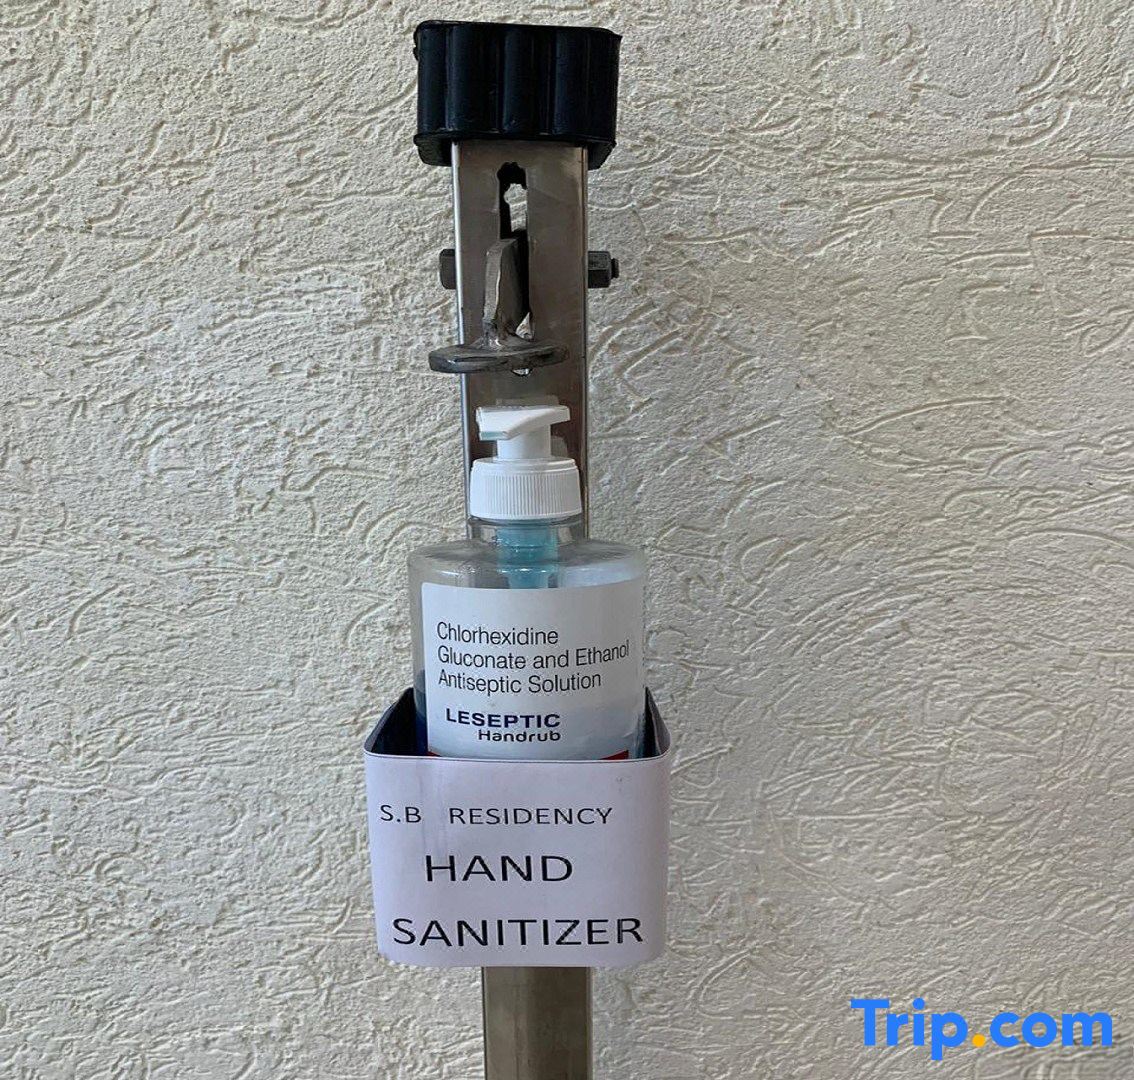 Chlorhexidine
Gluconate and Ethanol
Antiseptic Solution
LESEPTIC
Handrub
S.B RESIDENCY
HAND
SANITIZER
Trip.com